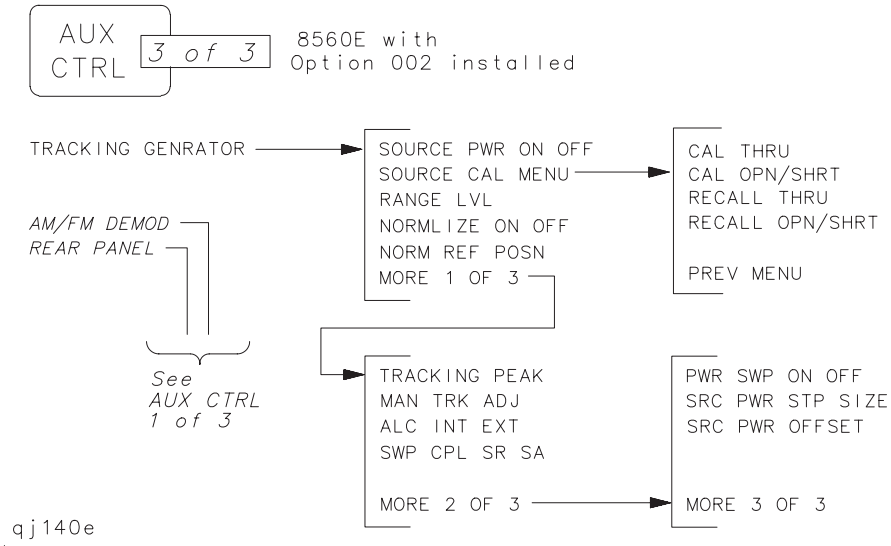 AUX
CTRL
3 of 3
8560E with
Option 002 installed
TRACKING GENRATOR
SOURCE PWR ON OFF
SOURCE CAL MENU
RANGE LVL
NORMLIZE ON OFF
NORM REF POSN
MORE 1 OF 3
CAL THRU
CAL OPN/SHRT
RECALL THRU
RECALL OPN/SHRT
PREV MENU
AM/FM DEMOD
REAR PANEL
See
AUX CTRL
1 of 3
TRACKING PEAK
MAN TRK ADJ
ALC INT EXT
SWP CPL SR SA
MORE 2 OF 3
PWR SWP ON OFF
SRC PWR STP SIZE
SRC PWR OFFSET
MORE 3 OF 3
qj140e